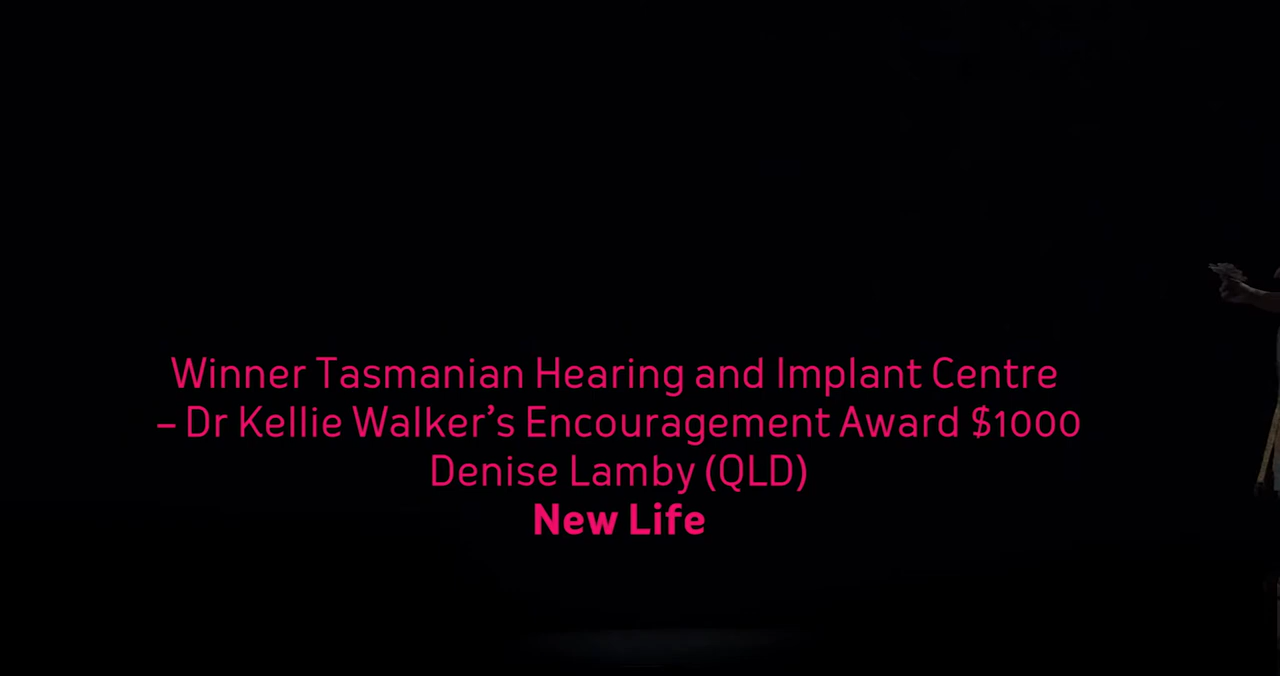 Winner Tasmanian Hearing and Implant Centre
– Dr Kellie Walker’s Encouragement Award $1000
Denise Lamby (QLD)
New Life